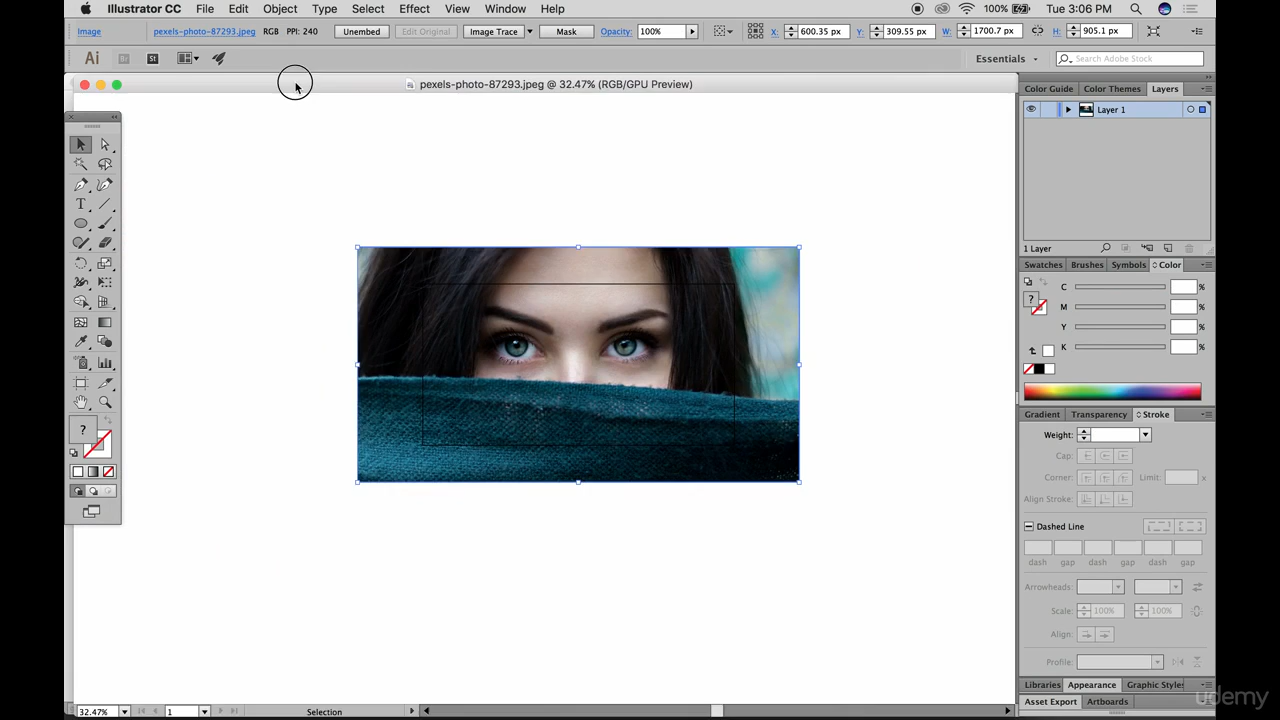 Illustrator CC File Edit Object Type Select Effect View Window Help 100% Tue 3:06 PM
Image pexels-photo-87293.jpeg RGB PPI: 240 Unembed Edit Original Image Trace Mask Opacity: 100% X: 600.35 px Y: 309.55 px W: 1700.7 px H: 905.1 px
Ai Br St Essentials Search Adobe Stock
pexels-photo-87293.jpeg @ 32.47% (RGB/GPU Preview)
Color Guide Color Themes Layers
Layer 1
T
1 Layer
Swatches Brushes Symbols Color
C %
? M %
Y %
K %
Gradient Transparency Stroke
? Weight:
Cap:
Corner: Limit: x
Align Stroke:
Dashed Line
dash gap dash gap dash gap
Arrowheads:
Scale: 100% 100%
Align:
Profile:
Libraries Appearance Graphic Styles
Asset Export Artboards
udemy
32.47% 1 Selection